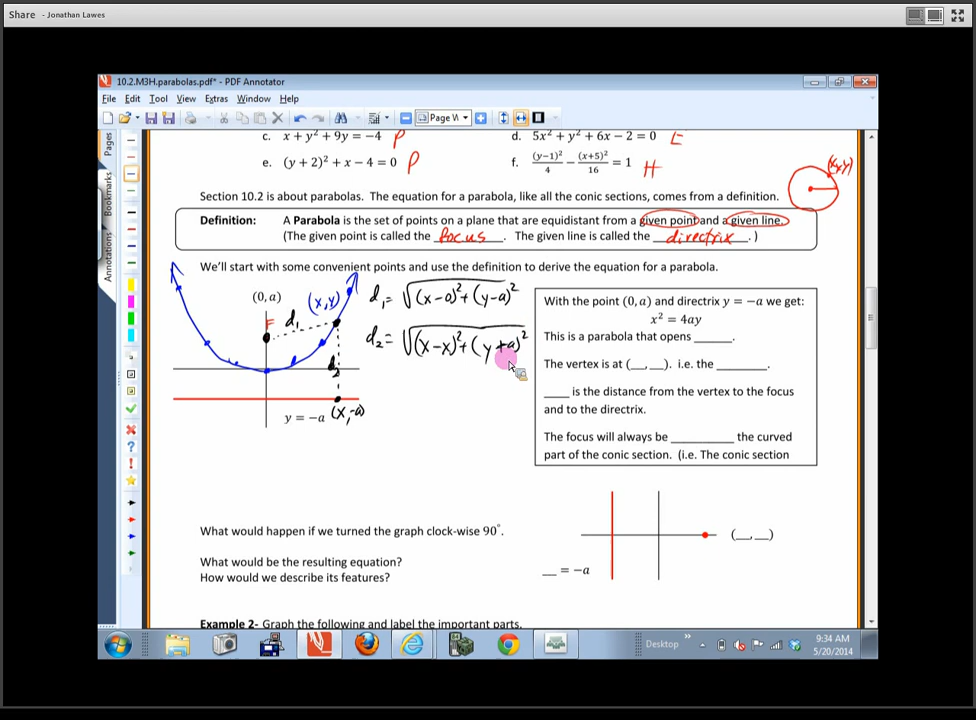 Share - Jonathan Lawes
10.2.M3H.parabolas.pdf* - PDF Annotator
File Edit Tool View Extras Window Help
Page W
Pages
Bookmarks
Annotations
c. x + y² + 9y = −4 P
d. 5x² + y² + 6x − 2 = 0 E
e. (y + 2)² + x − 4 = 0 P
f. (y−1)²/4 − (x+5)²/16 = 1 H
(x,y)
Section 10.2 is about parabolas. The equation for a parabola, like all the conic sections, comes from a definition.
Definition: A Parabola is the set of points on a plane that are equidistant from a given point and a given line.
(The given point is called the focus. The given line is called the directrix.)
We'll start with some convenient points and use the definition to derive the equation for a parabola.
(0, a)
F
d₁
(x,y)
d₂
y = −a
(x,-a)
d₁ = √(x-0)²+(y-a)²
d₂ = √(x-x)²+(y+a)²
With the point (0, a) and directrix y = −a we get:
x² = 4ay
This is a parabola that opens ______.
The vertex is at (__,__). i.e. the ________.
____ is the distance from the vertex to the focus
and to the directrix.
The focus will always be __________ the curved
part of the conic section. (i.e. The conic section
What would happen if we turned the graph clock-wise 90°.
What would be the resulting equation?
How would we describe its features?
(__,__)
__ = −a
Example 2- Graph the following and label the important parts.
Desktop
9:34 AM
5/20/2014